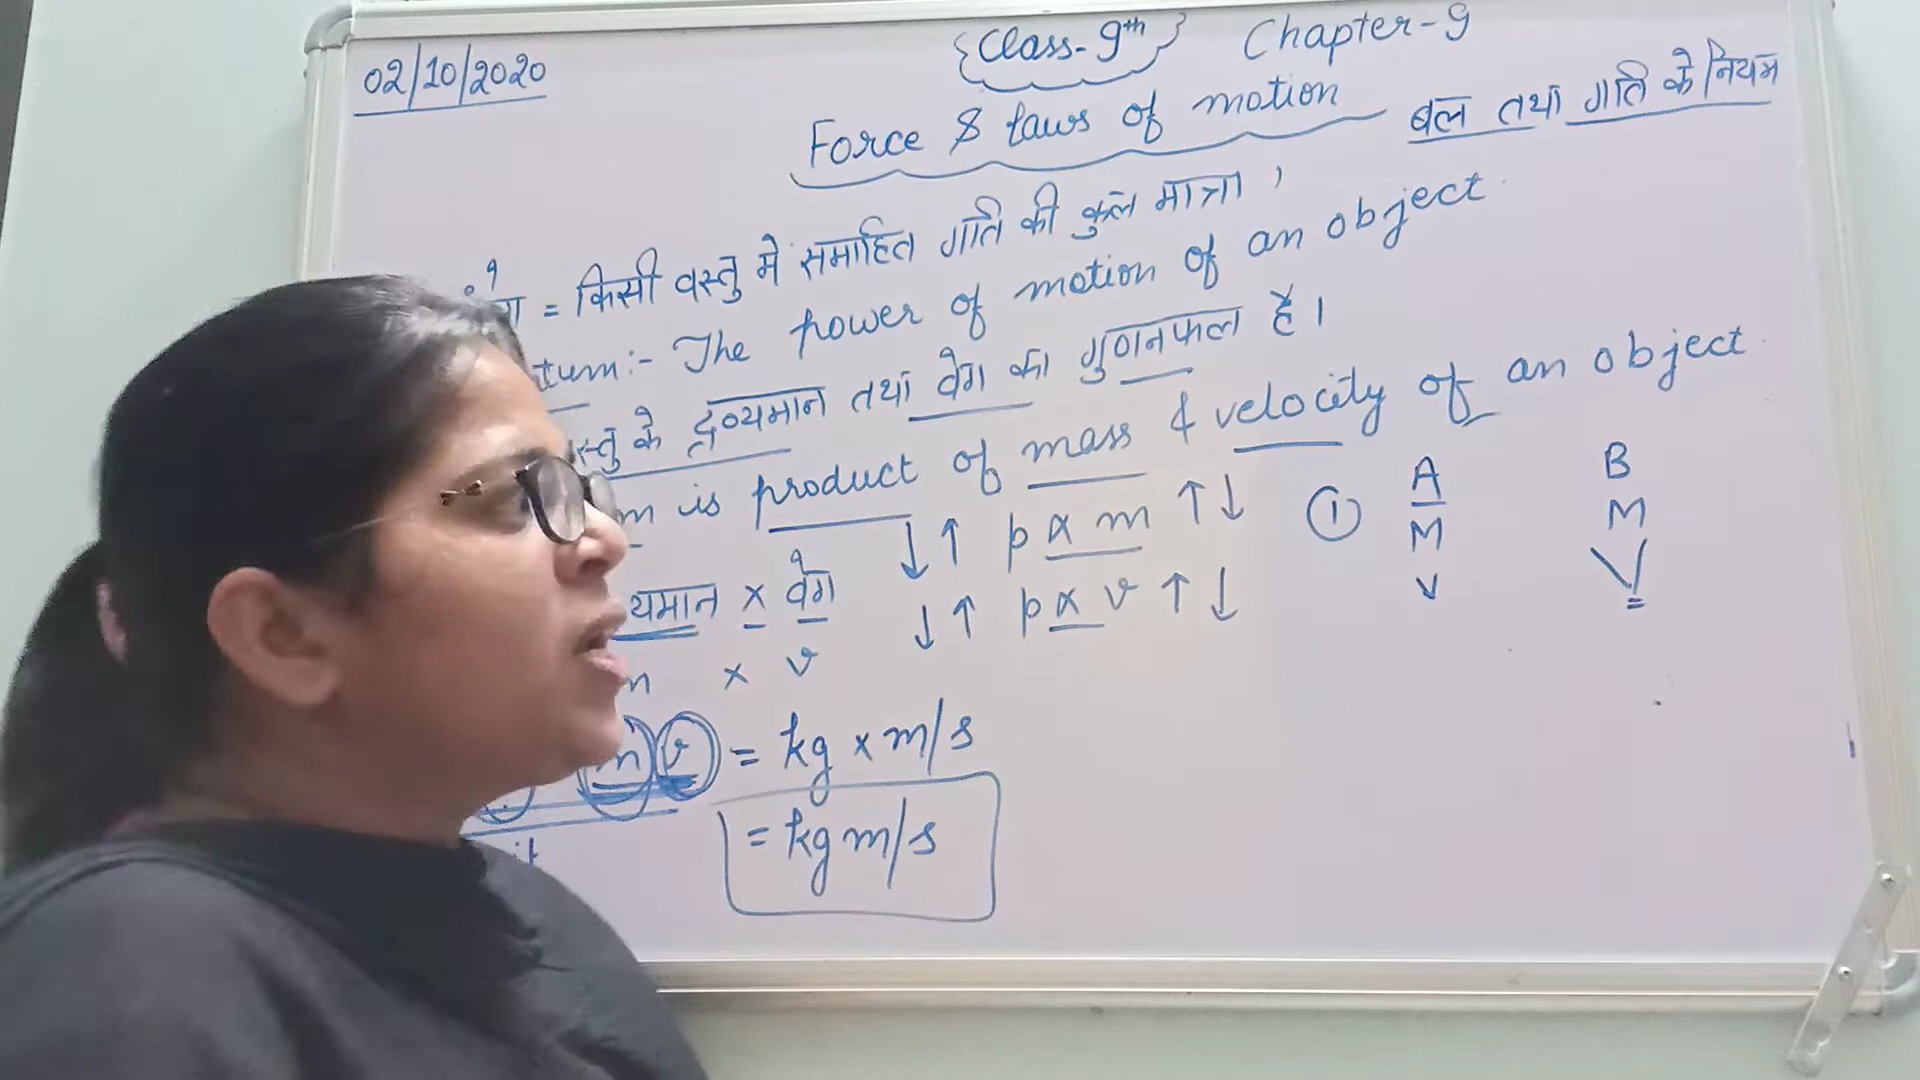 02/10/2020
Class-9th Chapter-9
Force & laws of motion बल तथा गति के नियम
= किसी वस्तु मे समाहित गति की कुल मात्रा,
tum:- The power of motion of an object
स्तु के द्रव्यमान तथा वेग का गुणनफल है।
m is product of mass & velocity of an object
यमान × वेग ↓↑ p ∝ m ↑↓ ① A B
M M
m × v ↓↑ p ∝ v ↑↓ v V
m v = kg × m/s
= kg m/s